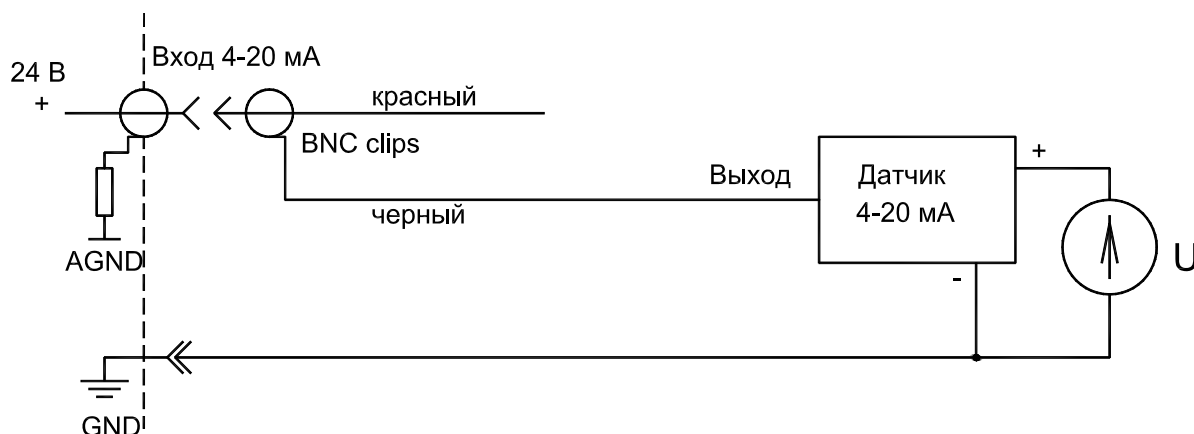 Вход 4-20 мА
24 В
+
красный
BNC clips
Выход
Датчик
4-20 мА
+
-
U
черный
AGND
GND